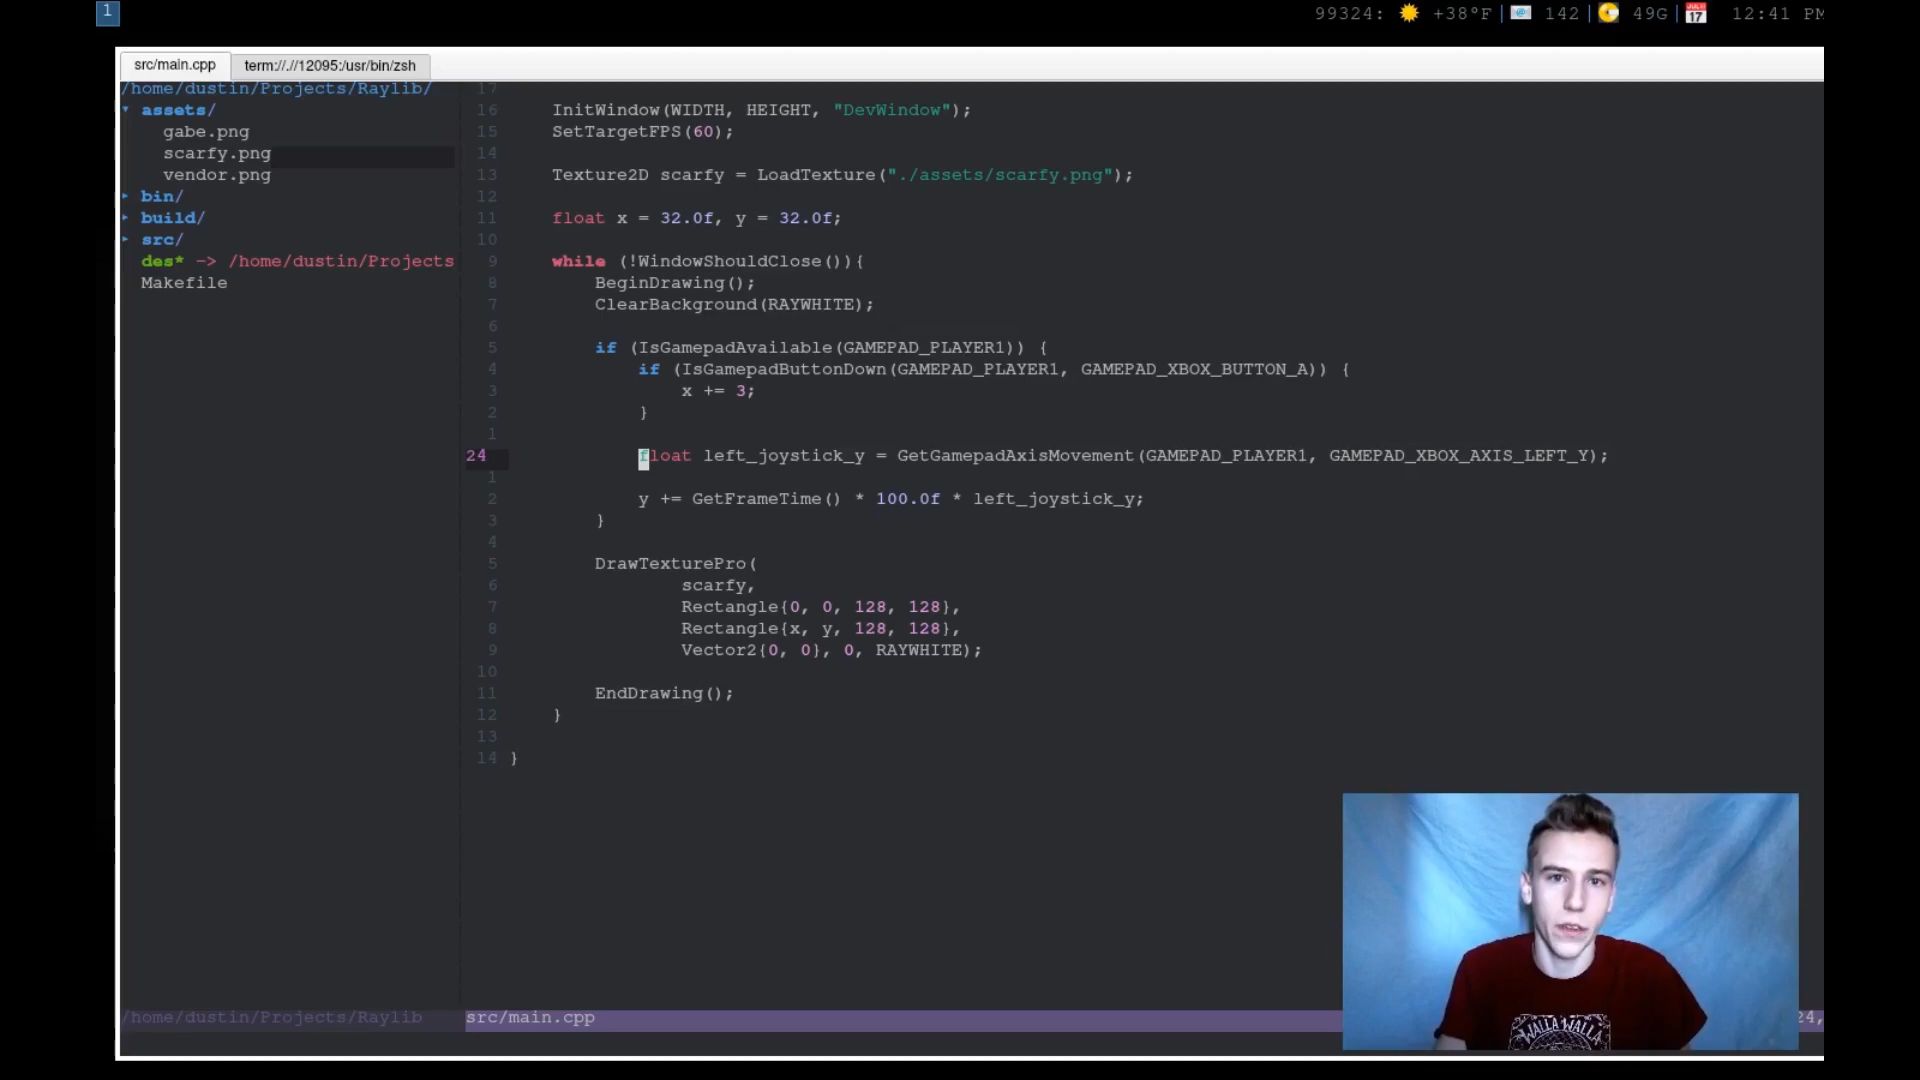 1
99324: +38°F | 142 | 49G | JUL 17 12:41 PM
src/main.cpp term://.//12095:/usr/bin/zsh
/home/dustin/Projects/Raylib/
▾ assets/
gabe.png
scarfy.png
vendor.png
▸ bin/
▸ build/
▸ src/
des* -> /home/dustin/Projects
Makefile
17
16 InitWindow(WIDTH, HEIGHT, "DevWindow");
15 SetTargetFPS(60);
14
13 Texture2D scarfy = LoadTexture("./assets/scarfy.png");
12
11 float x = 32.0f, y = 32.0f;
10
9 while (!WindowShouldClose()){
8 BeginDrawing();
7 ClearBackground(RAYWHITE);
6
5 if (IsGamepadAvailable(GAMEPAD_PLAYER1)) {
4 if (IsGamepadButtonDown(GAMEPAD_PLAYER1, GAMEPAD_XBOX_BUTTON_A)) {
3 x += 3;
2 }
1
24 float left_joystick_y = GetGamepadAxisMovement(GAMEPAD_PLAYER1, GAMEPAD_XBOX_AXIS_LEFT_Y);
1
2 y += GetFrameTime() * 100.0f * left_joystick_y;
3 }
4
5 DrawTexturePro(
6 scarfy,
7 Rectangle{0, 0, 128, 128},
8 Rectangle{x, y, 128, 128},
9 Vector2{0, 0}, 0, RAYWHITE);
10
11 EndDrawing();
12 }
13
14 }
/home/dustin/Projects/Raylib
src/main.cpp
24,
WALLA WALLA